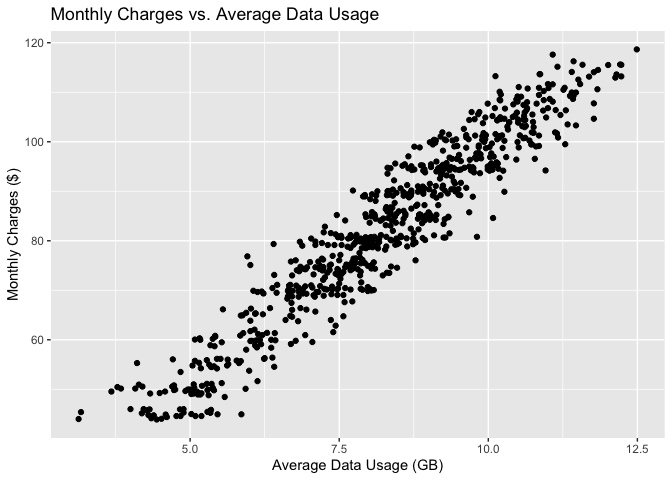 Monthly Charges vs. Average Data Usage
120
100
80
60
Monthly Charges ($)
5.0 7.5 10.0 12.5
Average Data Usage (GB)